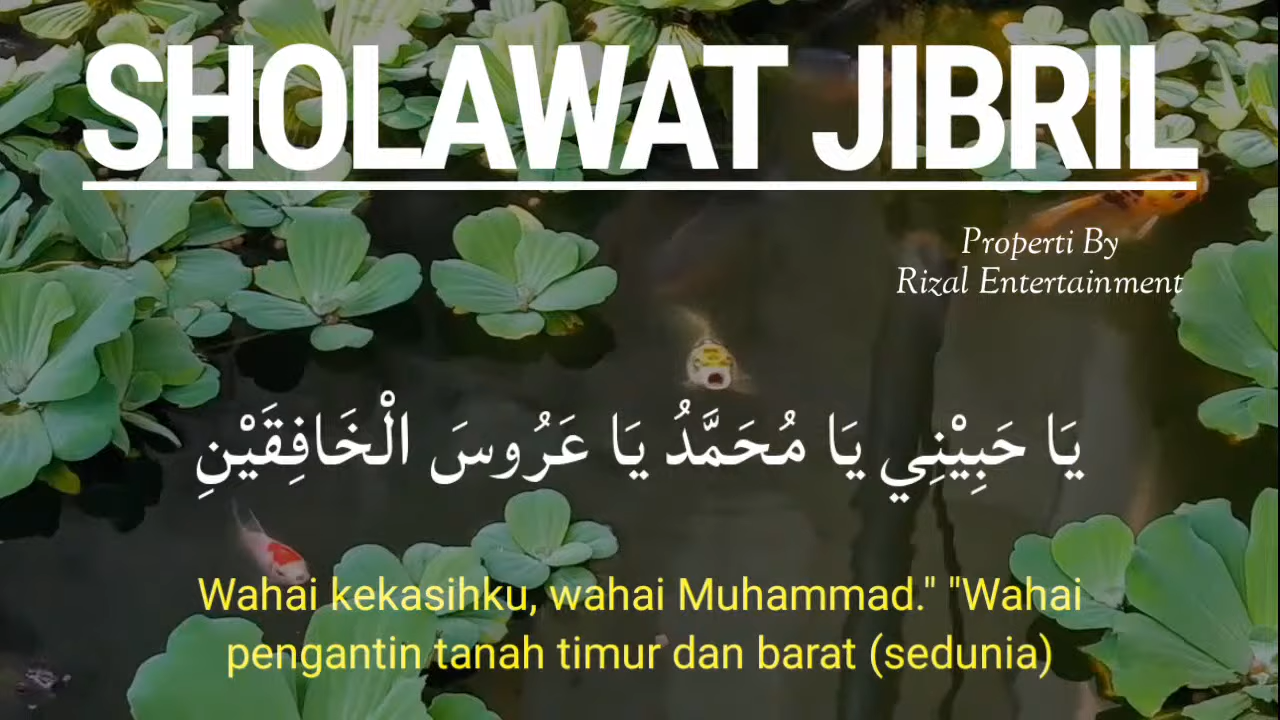 SHOLAWAT JIBRIL
Properti By
Rizal Entertainment
يَا حَبِيْنِي يَا مُحَمَّدُ يَا عَرُوسَ الْخَافِقَيْنِ
Wahai kekasihku, wahai Muhammad." "Wahai
pengantin tanah timur dan barat (sedunia)